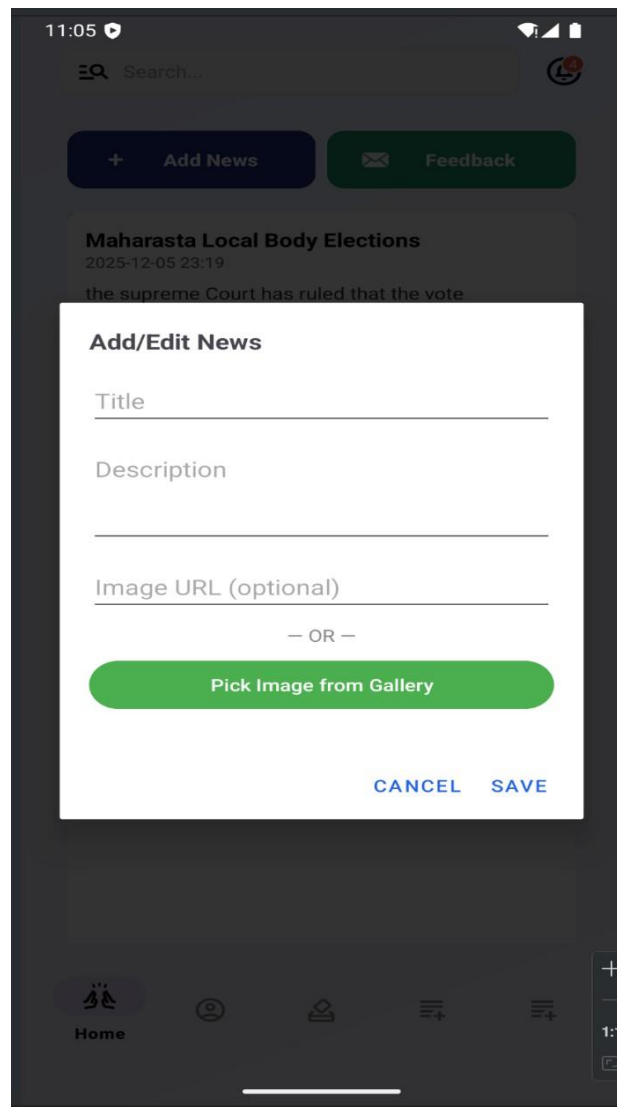 11:05
Search...
4
+ Add News
Feedback
Maharasta Local Body Elections
2025-12-05 23:19
the supreme Court has ruled that the vote
Add/Edit News
Title
Description
Image URL (optional)
— OR —
Pick Image from Gallery
CANCEL SAVE
Home